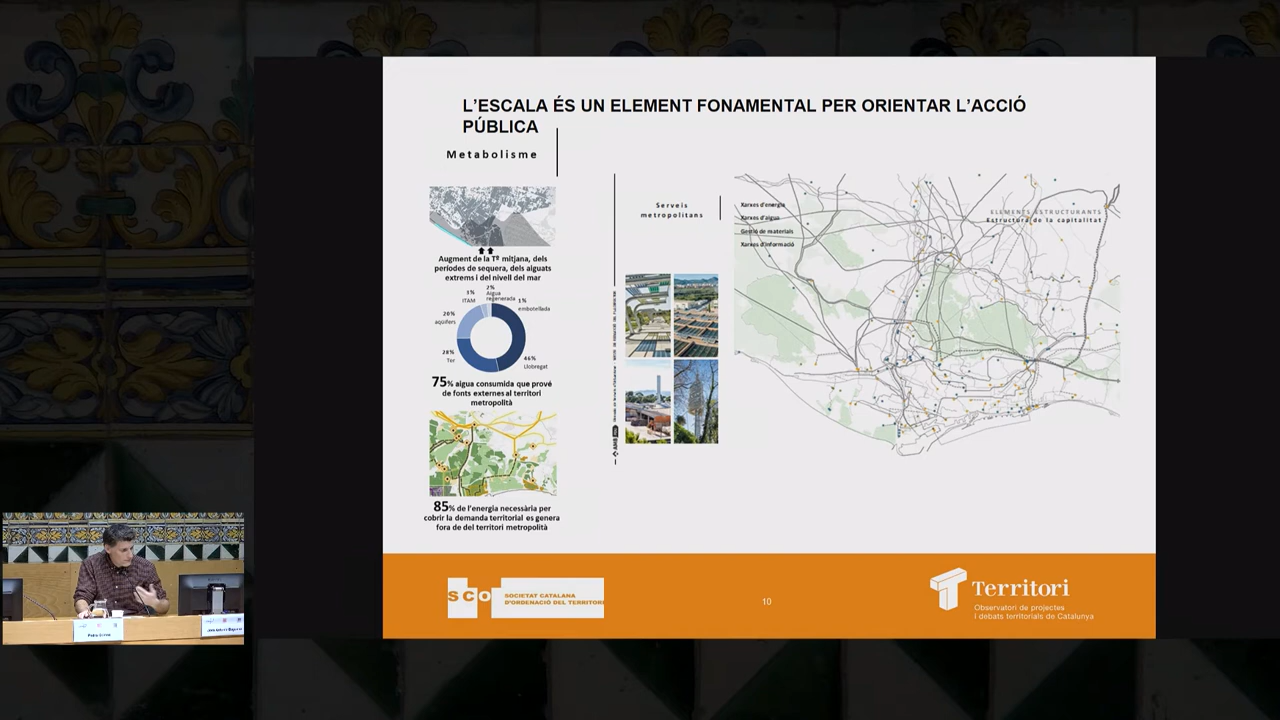 L'ESCALA ÉS UN ELEMENT FONAMENTAL PER ORIENTAR L'ACCIÓ
PÚBLICA
Metabolisme
Augment de la Tº mitjana, dels
períodes de sequera, dels aiguats
extrems i del nivell del mar
3%
ITAM
2%
Aigua
regenerada
1%
embotellada
20%
aqüífers
28%
Ter
46%
Llobregat
75% aigua consumida que prové
de fonts externes al territori
metropolità
85% de l'energia necessària per
cobrir la demanda territorial es genera
fora de del territori metropolità
Serveis
metropolitans
Xarxes d'energia
Xarxes d'aigua
Gestió de materials
Xarxes d'informació
ELEMENTS ESTRUCTURANTS
Estructura de la capitalitat
SCOT
SOCIETAT CATALANA
D'ORDENACIÓ DEL TERRITORI
10
Territori
Observatori de projectes
i debats territorials de Catalunya